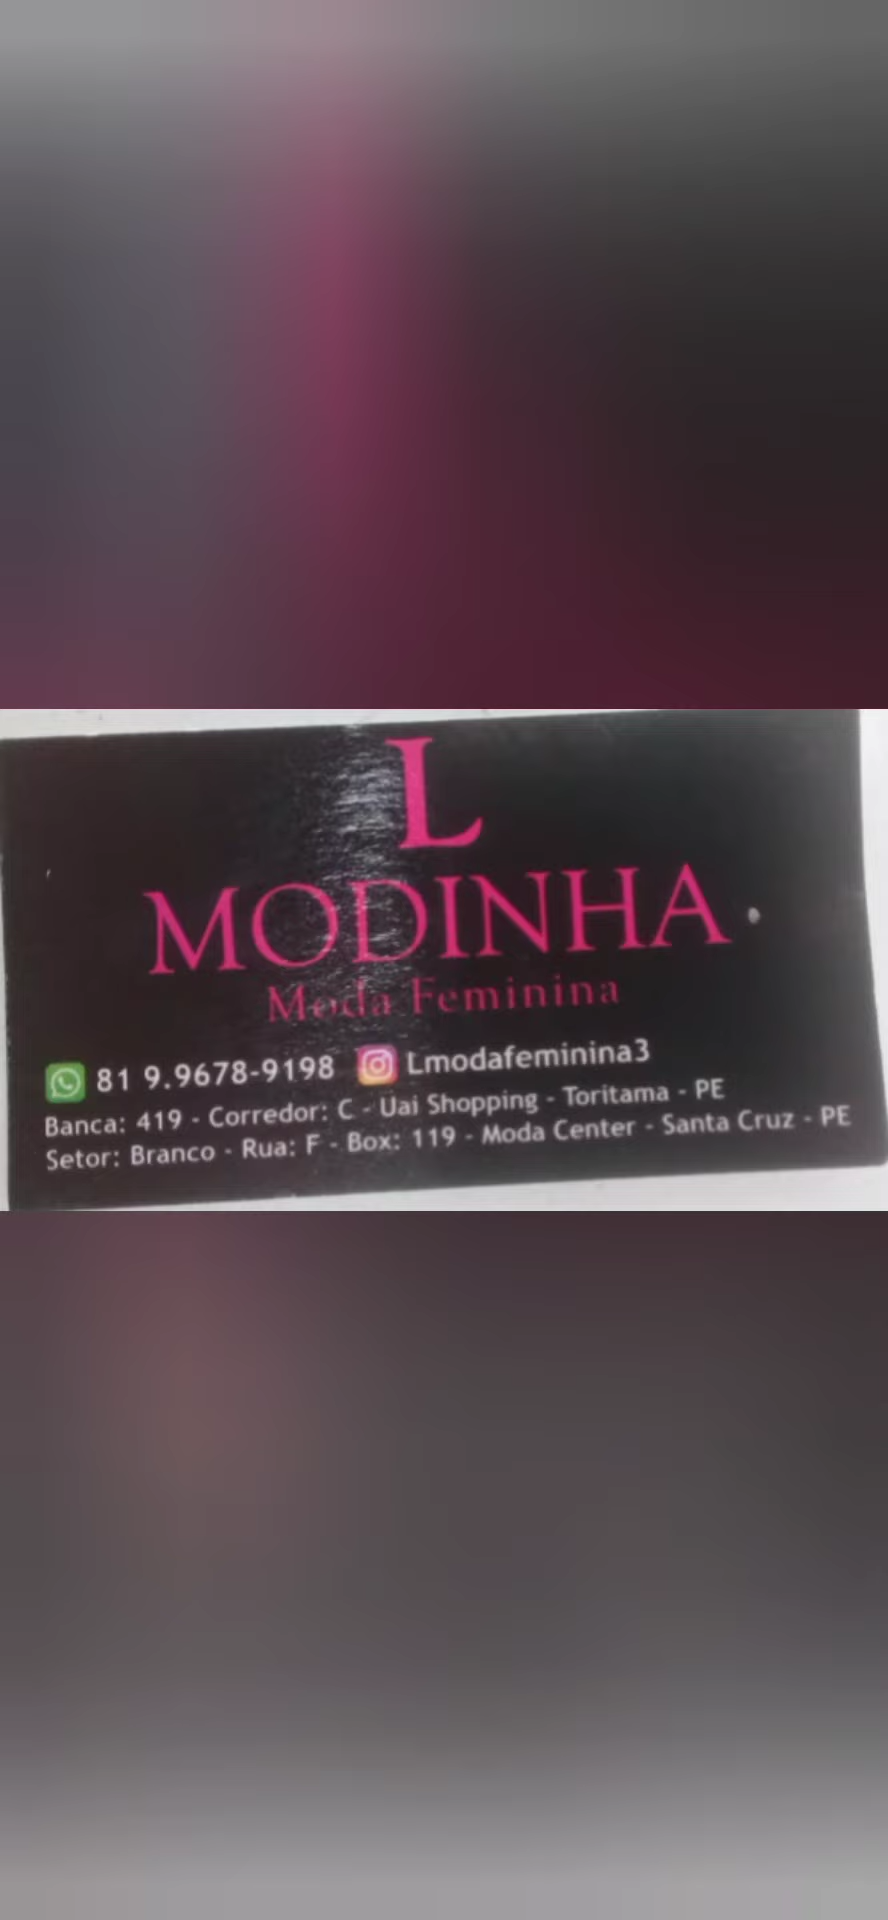 L
MODINHA
Moda Feminina
81 9.9678-9198 Lmodafeminina3
Banca: 419 - Corredor: C - Uai Shopping - Toritama - PE
Setor: Branco - Rua: F - Box: 119 - Moda Center - Santa Cruz - PE